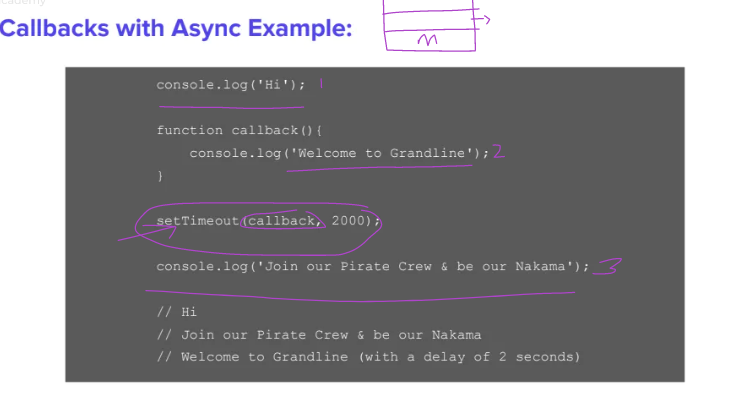 Callbacks with Async Example:
M
console.log('Hi'); 1
function callback(){
console.log('Welcome to Grandline'); 2
}
setTimeout(callback, 2000);
console.log('Join our Pirate Crew & be our Nakama'); 3
// Hi
// Join our Pirate Crew & be our Nakama
// Welcome to Grandline (with a delay of 2 seconds)